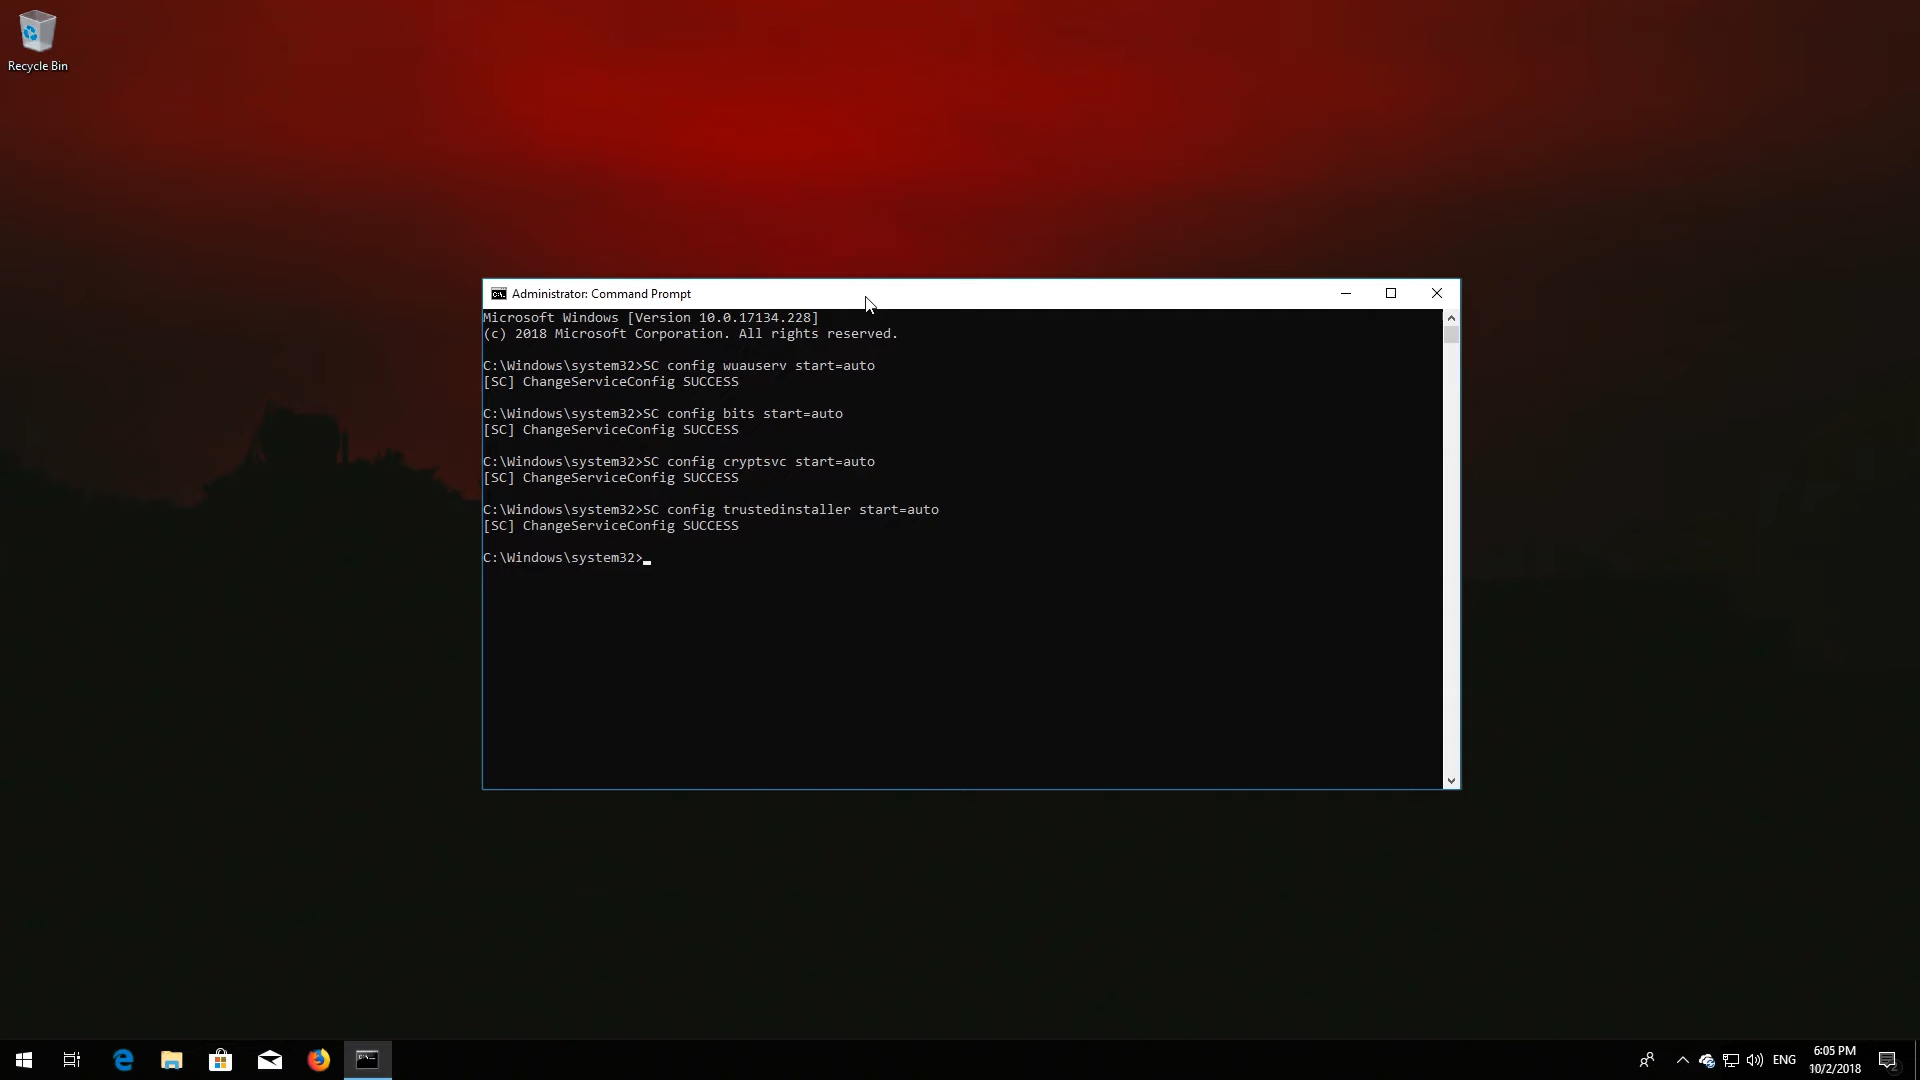 Recycle Bin
Administrator: Command Prompt
Microsoft Windows [Version 10.0.17134.228]
(c) 2018 Microsoft Corporation. All rights reserved.
C:\Windows\system32>SC config wuauserv start=auto
[SC] ChangeServiceConfig SUCCESS
C:\Windows\system32>SC config bits start=auto
[SC] ChangeServiceConfig SUCCESS
C:\Windows\system32>SC config cryptsvc start=auto
[SC] ChangeServiceConfig SUCCESS
C:\Windows\system32>SC config trustedinstaller start=auto
[SC] ChangeServiceConfig SUCCESS
C:\Windows\system32>
ENG
6:05 PM
10/2/2018